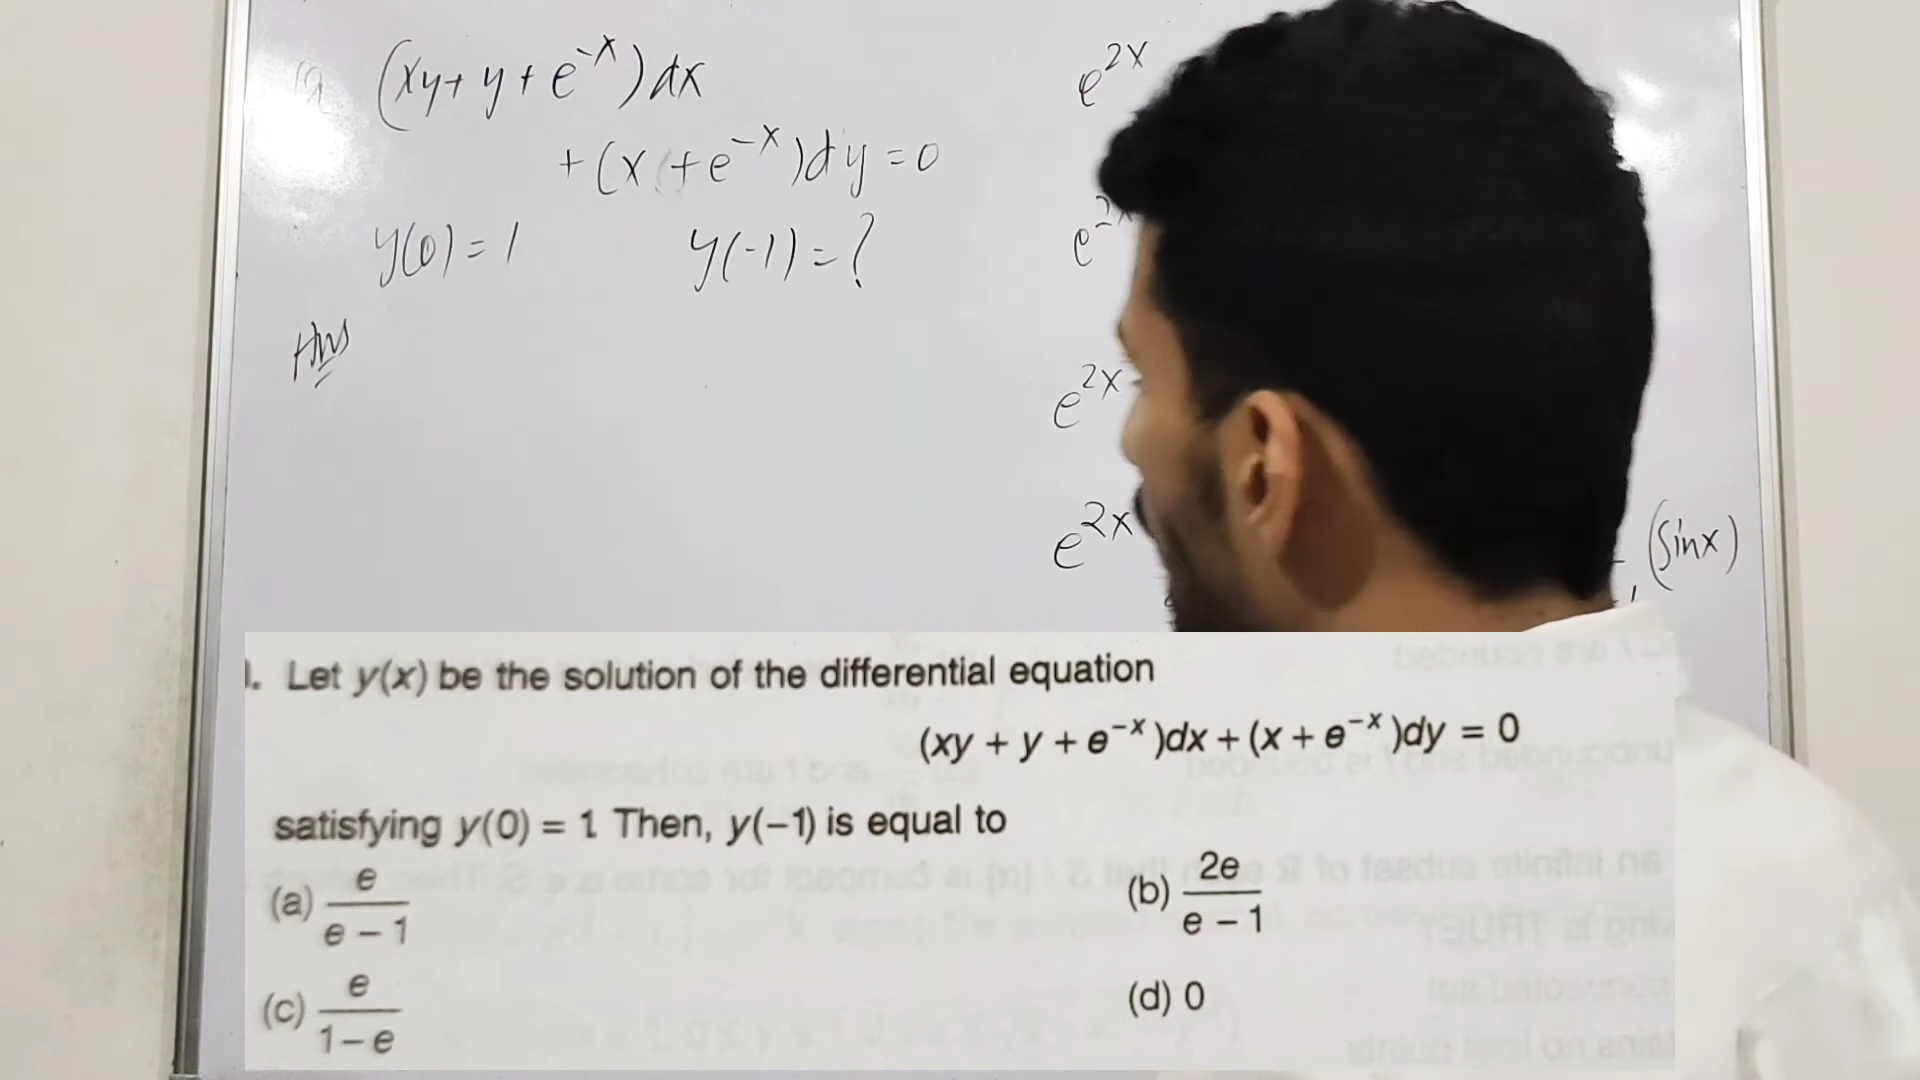 (xy + y + e^-x) dx
+ (x + e^-x) dy = 0
y(0) = 1 y(-1) = ?
Ans
e^2x
e^2x
e^2x
(Sinx)
Let y(x) be the solution of the differential equation
(xy + y + e^-x)dx + (x + e^-x)dy = 0
satisfying y(0) = 1 Then, y(−1) is equal to
(a) e/(e − 1) (b) 2e/(e − 1)
(c) e/(1 − e) (d) 0